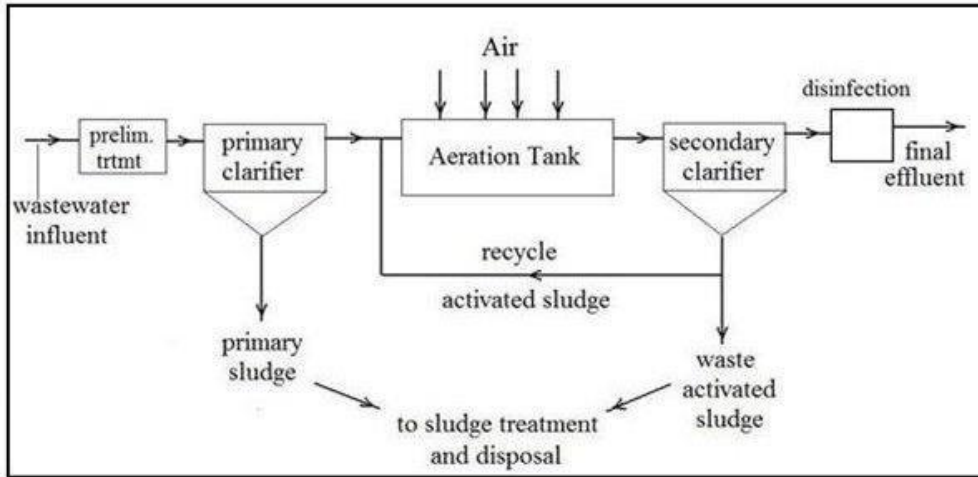 Air
disinfection
prelim.
trtmt
primary
clarifier
Aeration Tank
secondary
clarifier
final
effluent
wastewater
influent
recycle
activated sludge
primary
sludge
waste
activated
sludge
to sludge treatment
and disposal